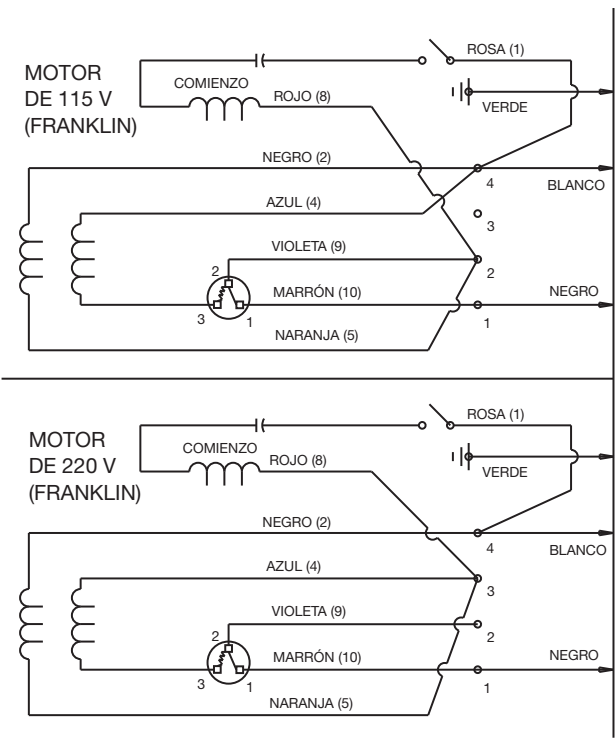 MOTOR
DE 115 V
(FRANKLIN)
COMIENZO
ROSA (1)
ROJO (8)
VERDE
NEGRO (2)
4
BLANCO
AZUL (4)
3
VIOLETA (9)
2
2
MARRÓN (10)
NEGRO
3
1
1
NARANJA (5)
MOTOR
DE 220 V
(FRANKLIN)
COMIENZO
ROSA (1)
ROJO (8)
VERDE
NEGRO (2)
4
BLANCO
AZUL (4)
3
VIOLETA (9)
2
2
MARRÓN (10)
NEGRO
3
1
1
NARANJA (5)